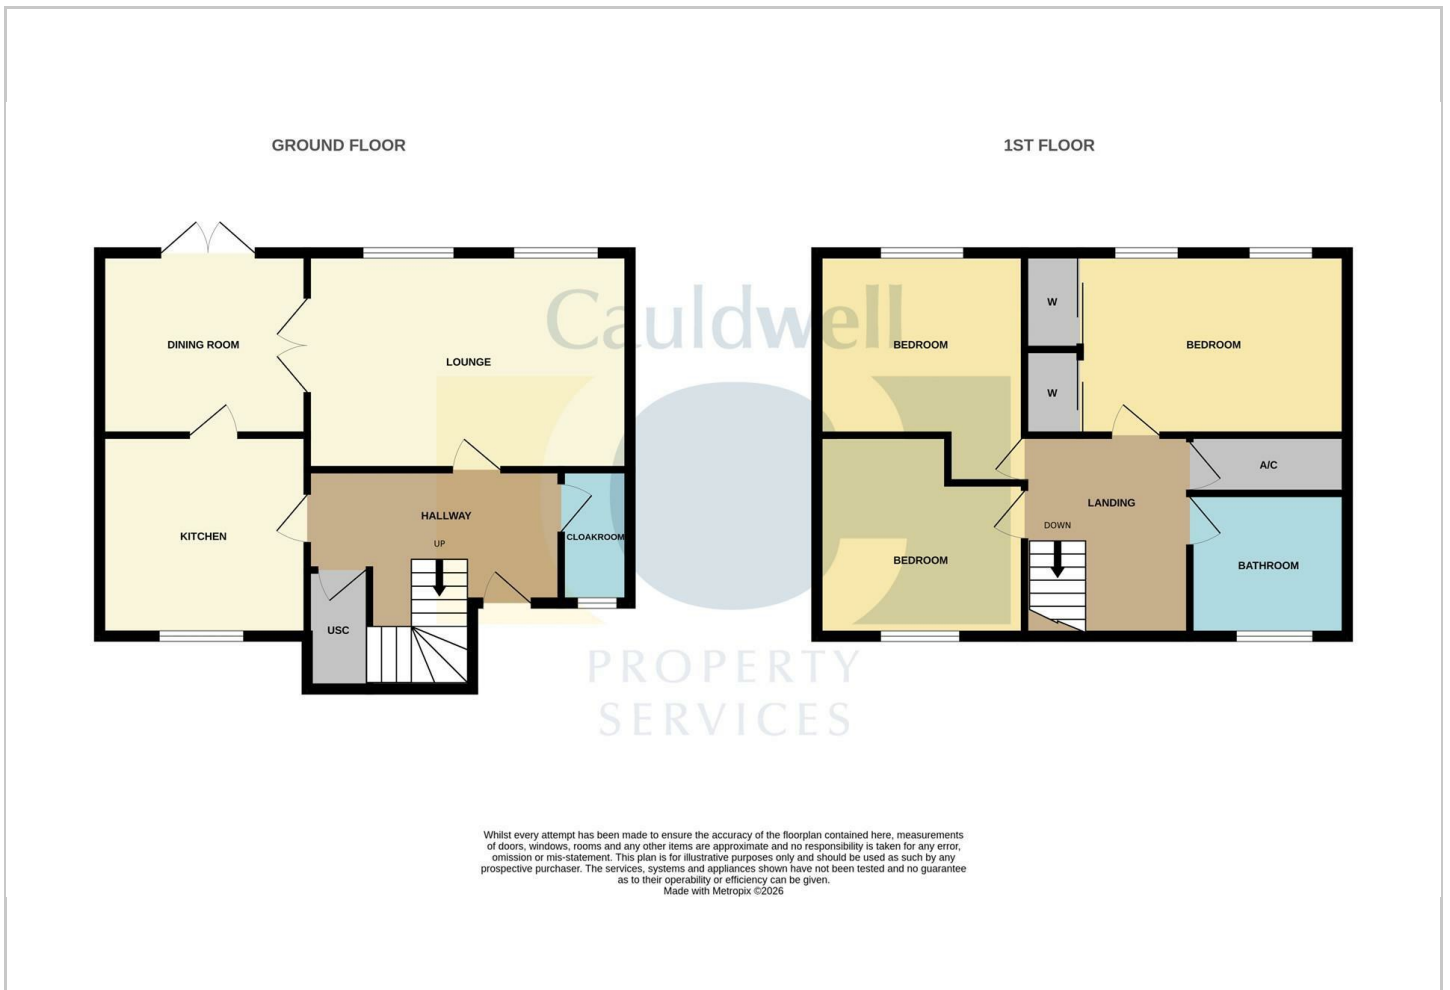 GROUND FLOOR
1ST FLOOR
DINING ROOM
LOUNGE
KITCHEN
HALLWAY
UP
CLOAKROOM
USC
BEDROOM
W
BEDROOM
W
A/C
LANDING
DOWN
BEDROOM
BATHROOM
Cauldwell
PROPERTY
SERVICES
Whilst every attempt has been made to ensure the accuracy of the floorplan contained here, measurements
of doors, windows, rooms and any other items are approximate and no responsibility is taken for any error,
omission or mis-statement. This plan is for illustrative purposes only and should be used as such by any
prospective purchaser. The services, systems and appliances shown have not been tested and no guarantee
as to their operability or efficiency can be given.
Made with Metropix ©2026